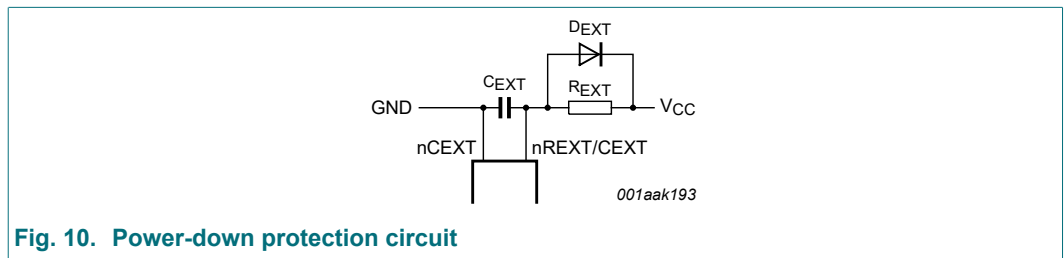 DEXT
CEXT
REXT
GND
VCC
nCEXT
nREXT/CEXT
001aak193
Fig. 10. Power-down protection circuit